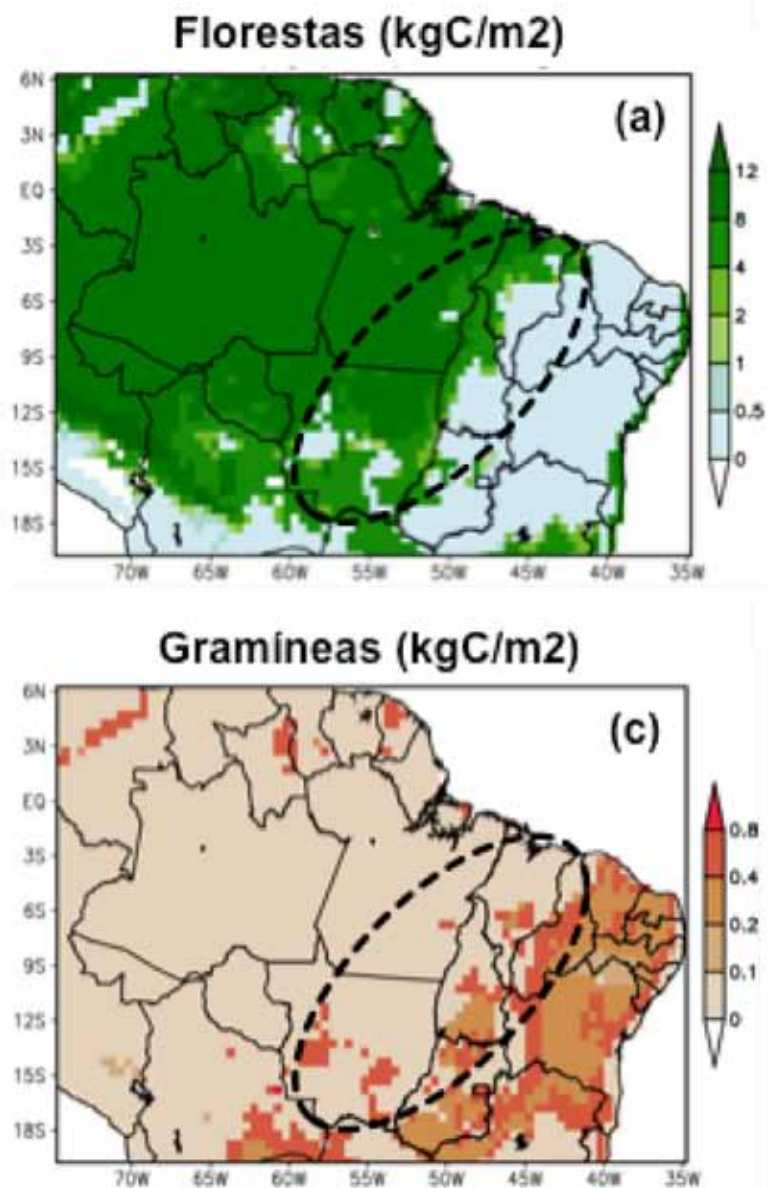 Florestas (kgC/m2)
(a)
6N
3N
EQ
3S
6S
9S
12S
15S
18S
70W 65W 60W 55W 50W 45W 40W 35W
12
8
4
2
1
0.5
0
Gramíneas (kgC/m2)
(c)
6N
3N
EQ
3S
6S
9S
12S
15S
18S
70W 65W 60W 55W 50W 45W 40W 35W
0.8
0.4
0.2
0.1
0